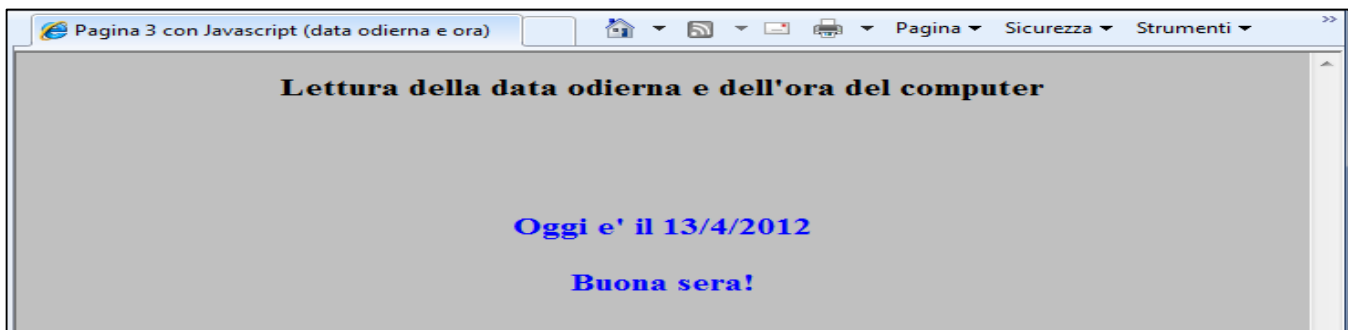 Pagina 3 con Javascript (data odierna e ora) Pagina Sicurezza Strumenti
Lettura della data odierna e dell'ora del computer
Oggi e' il 13/4/2012
Buona sera!